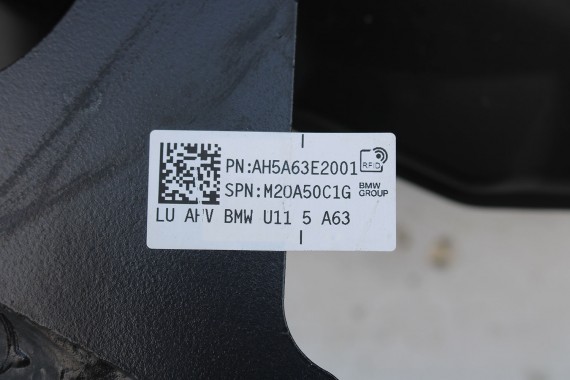 PN:AH5A63E2001
RFID
SPN:M20A50C1G
BMW
GROUP
LU AHV BMW U11 5 A63